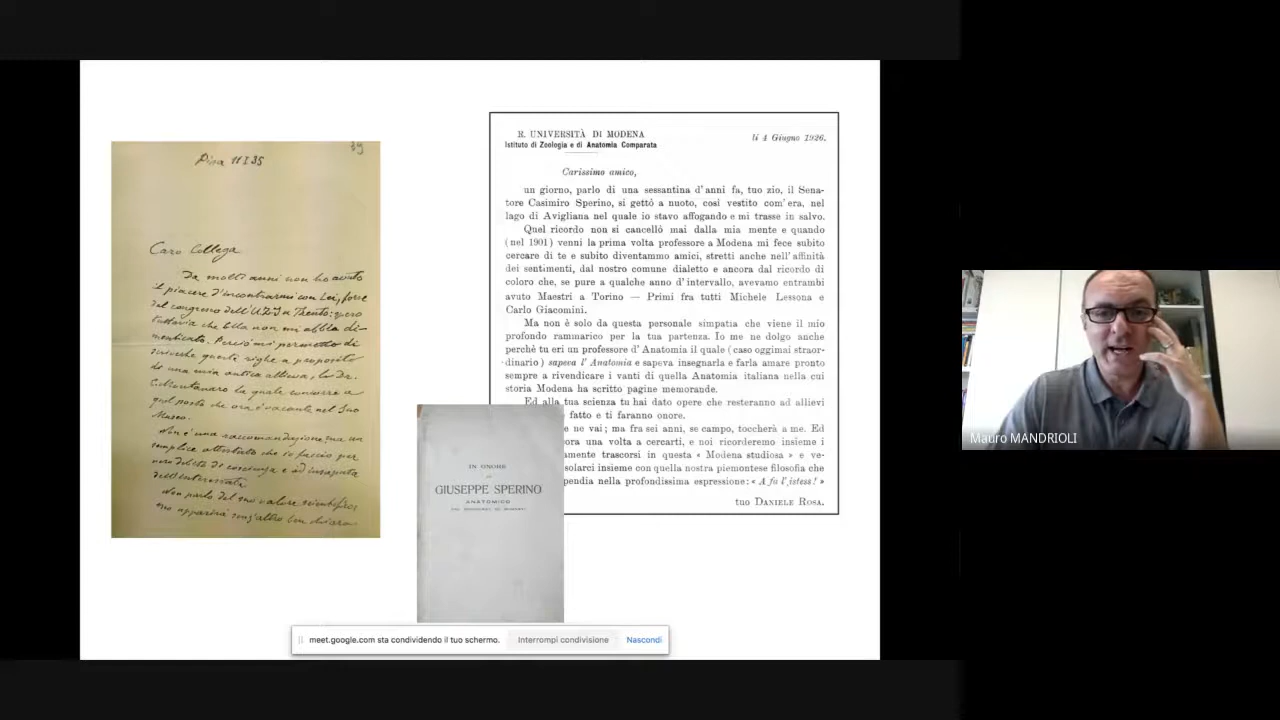 39
Pisa 11 I 35
Caro Collega
Da molti anni non ho avuto
il piacere d'incontrarmi con Lei, forse
dal congresso dell'U.Z.I a Trento: spero
tuttavia che Ella non mi abbia di-
menticato. Perciò mi permetto di
scriverle queste righe a proposito
di una mia antica allieva, la Dr.
C. Montanaro la quale concorre a
quel posto che ora è vacante nel Suo
Museo.
Non è una raccomandazione ma un
semplice attestato che io faccio per
vero debito di coscienza e ad insaputa
dell'interessata.
Non parlo del suo valore scientifico
che apparirà senz'altro ben chiaro
R. UNIVERSITÀ DI MODENA
Istituto di Zoologia e di Anatomia Comparata
li 4 Giugno 1926.
Carissimo amico,
un giorno, parlo di una sessantina d'anni fa, tuo zio, il Sena-
tore Casimiro Sperino, si gettò a nuoto, così vestito com'era, nel
lago di Avigliana nel quale io stavo affogando e mi trasse in salvo.
Quel ricordo non si cancellò mai dalla mia mente e quando
(nel 1901) venni la prima volta professore a Modena mi fece subito
cercare di te e subito diventammo amici, stretti anche nell'affinità
dei sentimenti, dal nostro comune dialetto e ancora dal ricordo di
coloro che, se pure a qualche anno d'intervallo, avevamo entrambi
avuto Maestri a Torino — Primi fra tutti Michele Lessona e
Carlo Giacomini.
Ma non è solo da questa personale simpatia che viene il mio
profondo rammarico per la tua partenza. Io me ne dolgo anche
perchè tu eri un professore d'Anatomia il quale (caso oggimai straor-
dinario) sapeva l'Anatomia e sapeva insegnarla e farla amare pronto
sempre a rivendicare i vanti di quella Anatomia italiana nella cui
storia Modena ha scritto pagine memorande.
Ed alla tua scienza tu hai dato opere che resteranno ad allievi
fatto e ti faranno onore.
e ne vai; ma fra sei anni, se campo, toccherà a me. Ed
ora una volta a cercarti, e noi ricorderemo insieme i
amente trascorsi in questa « Modena studiosa » e ve-
solarci insieme con quella nostra piemontese filosofia che
pendia nella profondissima espressione: « A fa l'istess! »
tuo DANIELE ROSA.
IN ONORE
DI
GIUSEPPE SPERINO
ANATOMICO
meet.google.com sta condividendo il tuo schermo.
Interrompi condivisione
Nascondi
Mauro MANDRIOLI